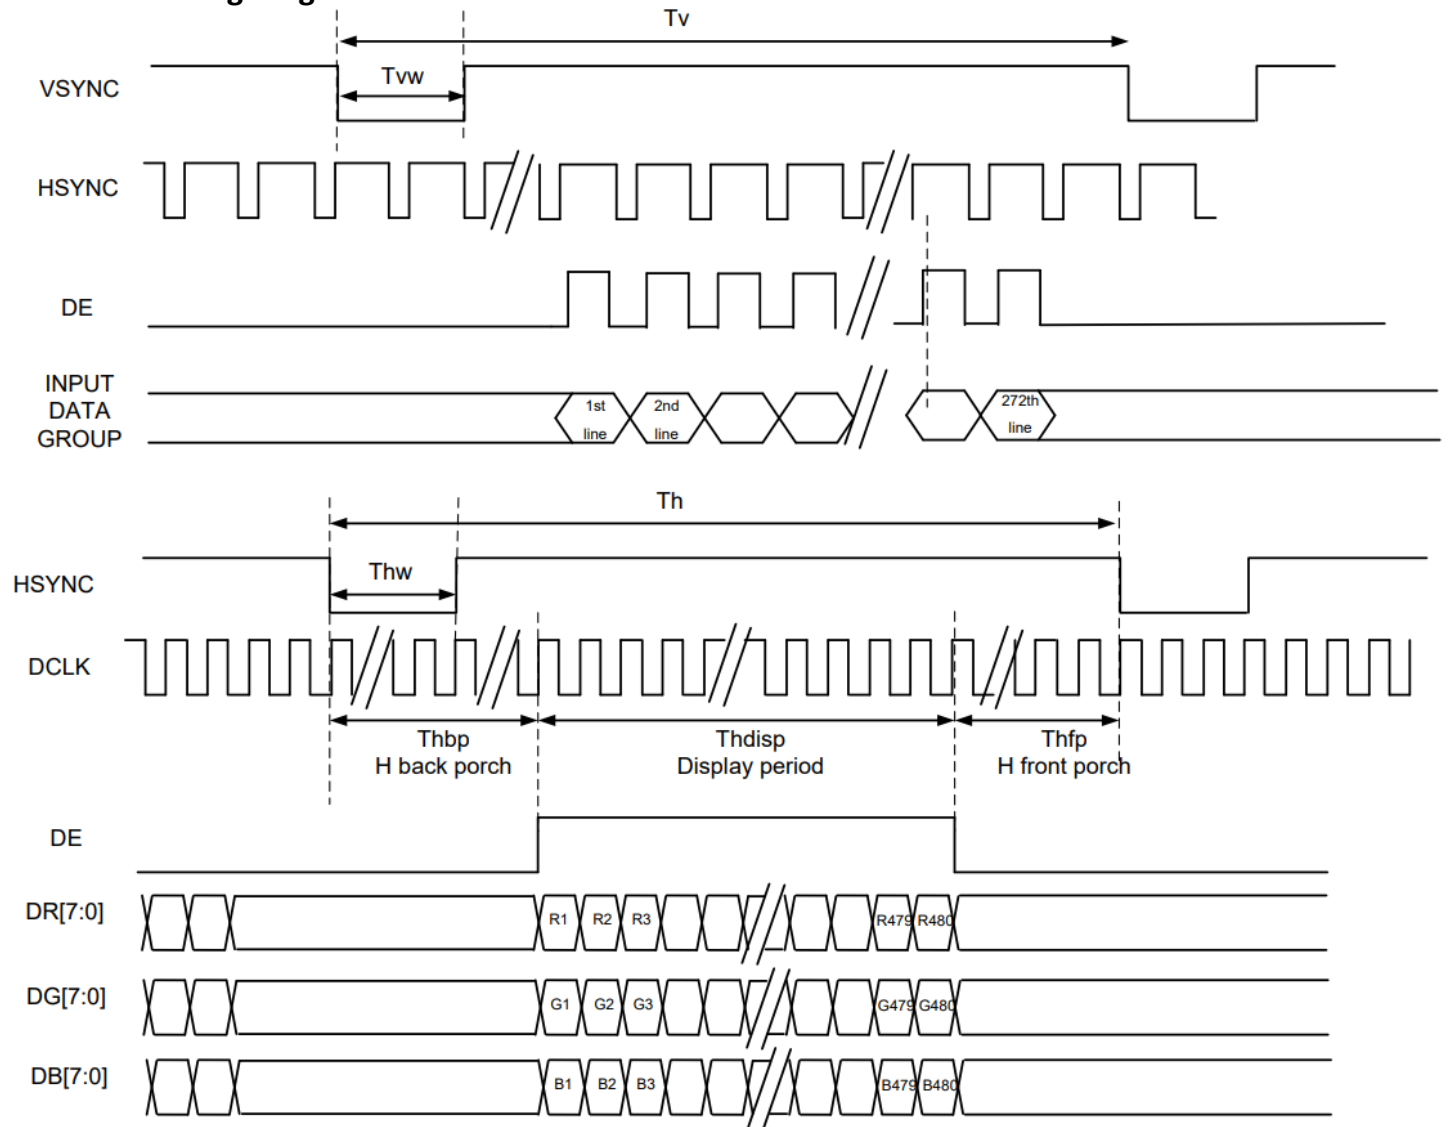 Tv
Tvw
VSYNC
HSYNC
DE
INPUT
DATA
GROUP
1st
line
2nd
line
272th
line
Th
Thw
HSYNC
DCLK
Thbp
H back porch
Thdisp
Display period
Thfp
H front porch
DE
DR[7:0]
R1 R2 R3 R479 R480
DG[7:0]
G1 G2 G3 G479 G480
DB[7:0]
B1 B2 B3 B479 B480